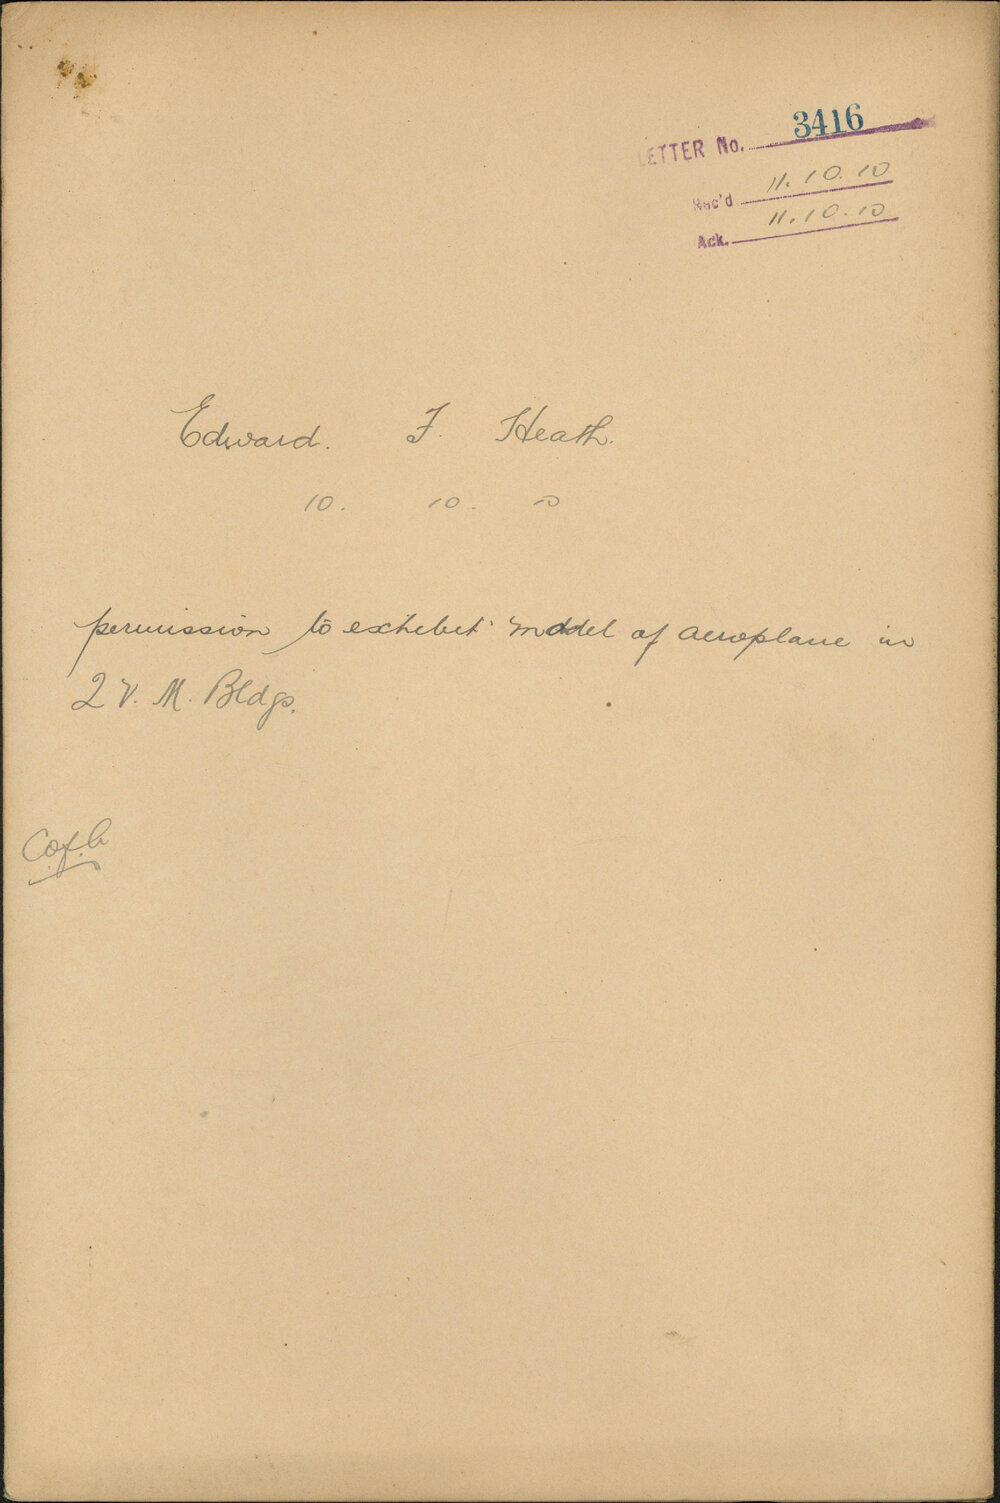 LETTER No. 3416
Rec'd 11.10.10
Ack. 11.10.10
Edward. F. Heath.
10. 10. 10
permission to exhibit model of aeroplane in
Q V. M. Bldgs.